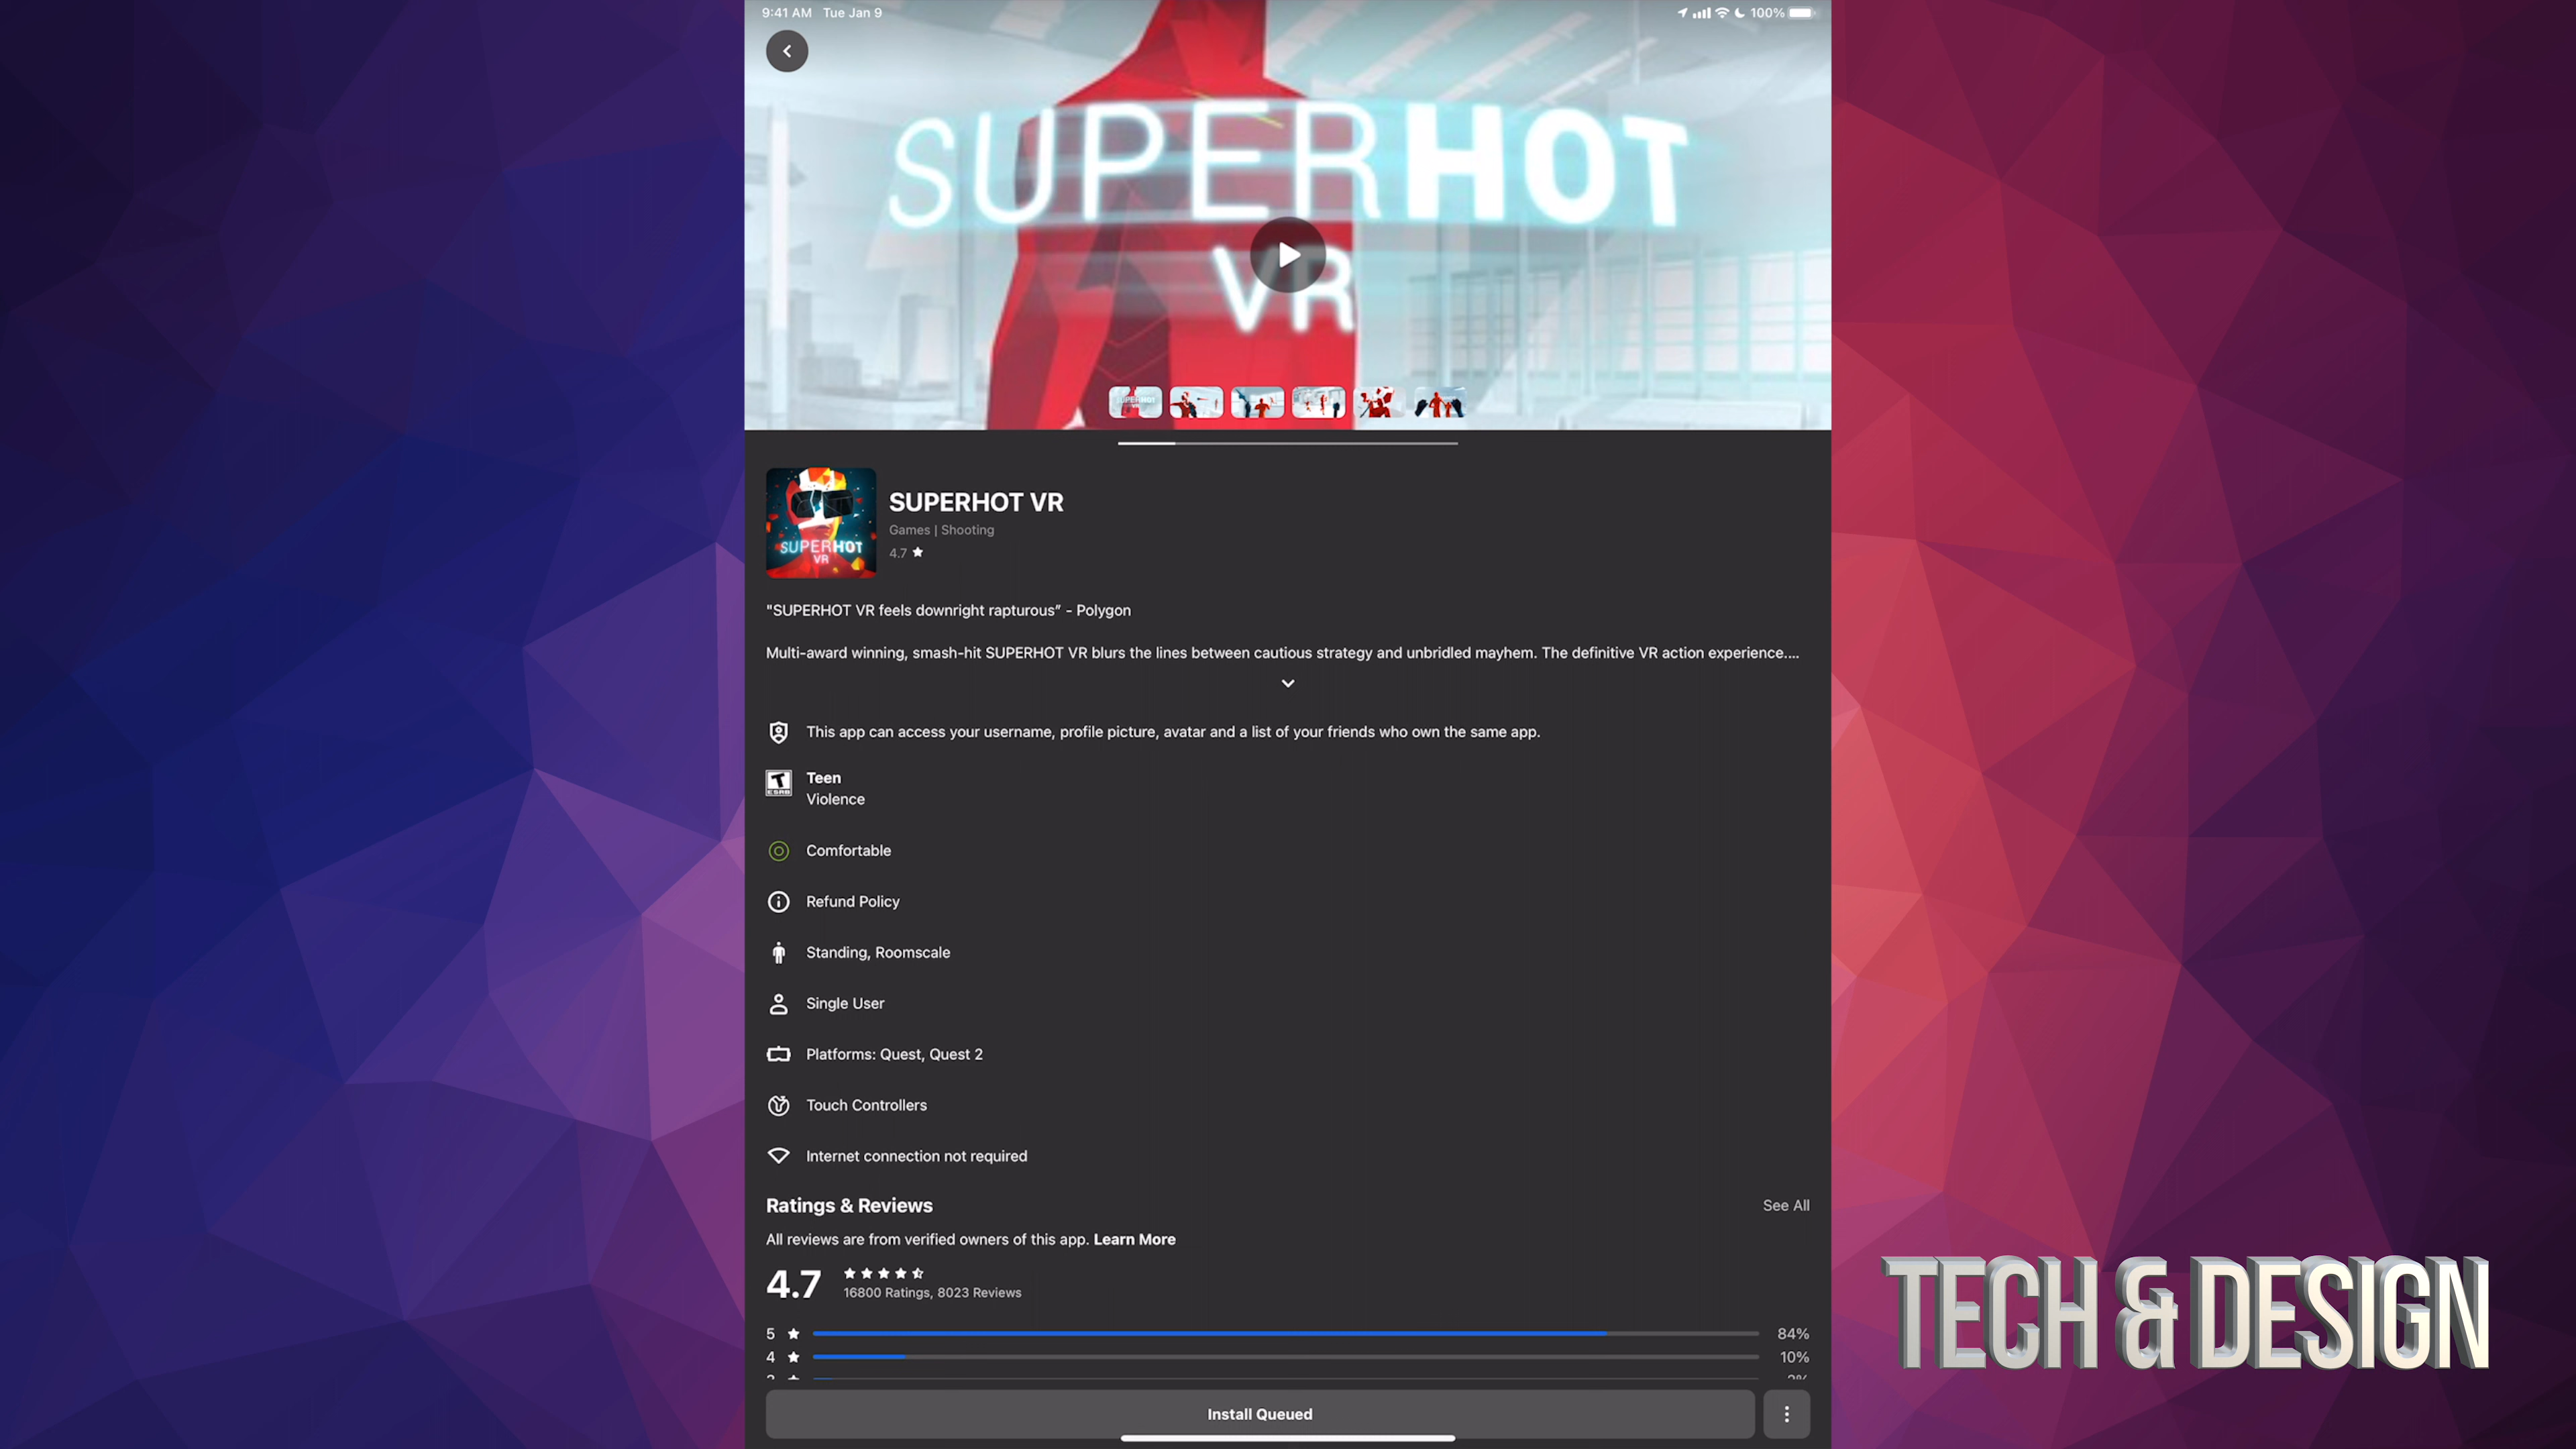 9:41 AM Tue Jan 9
100%
SUPERHOT
VR
SUPERHOT
VR
SUPERHOT VR
Games | Shooting
4.7
"SUPERHOT VR feels downright rapturous” - Polygon
Multi-award winning, smash-hit SUPERHOT VR blurs the lines between cautious strategy and unbridled mayhem. The definitive VR action experience....
This app can access your username, profile picture, avatar and a list of your friends who own the same app.
T
ESRB
Teen
Violence
Comfortable
Refund Policy
Standing, Roomscale
Single User
Platforms: Quest, Quest 2
Touch Controllers
Internet connection not required
Ratings & Reviews
See All
All reviews are from verified owners of this app. Learn More
4.7
16800 Ratings, 8023 Reviews
5 84%
4 10%
Install Queued
TECH & DESIGN